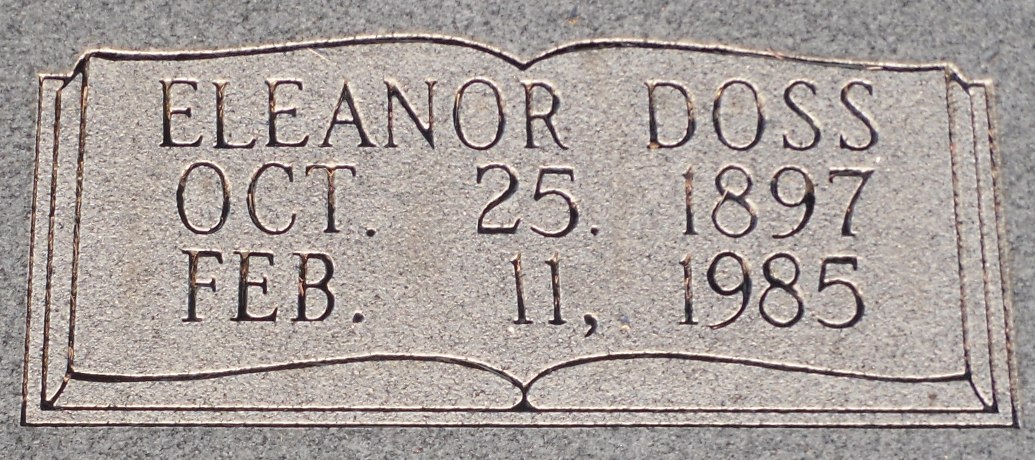 ELEANOR DOSS
OCT. 25. 1897
FEB. 11, 1985